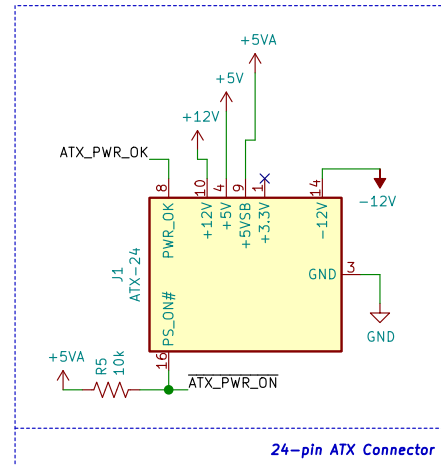 +5VA
+5V
+12V
ATX_PWR_OK
8
10
4
9
1
14
-12V
PWR_OK
+12V
+5V
+5VSB
+3.3V
-12V
J1
ATX-24
GND
3
PS_ON#
GND
16
+5VA
R5
10k
ATX_PWR_ON
24-pin ATX Connector